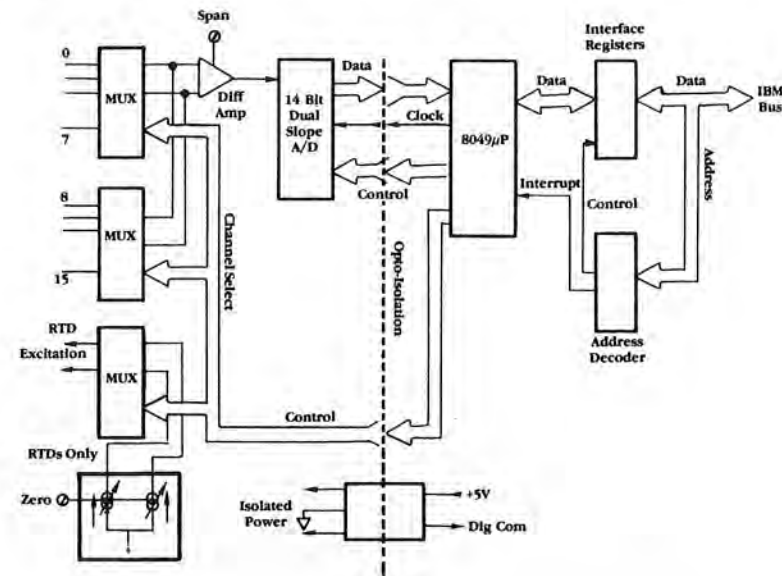 Span
0
MUX
7
Diff
Amp
14 Bit
Dual
Slope
A/D
Data
Clock
Control
8049µP
Data
Interface
Registers
Data
IBM
Bus
Address
Interrupt
Control
Address
Decoder
8
MUX
15
Channel Select
Opto-Isolation
RTD
Excitation
MUX
Control
RTDs Only
Zero
Isolated
Power
+5V
Dig Com